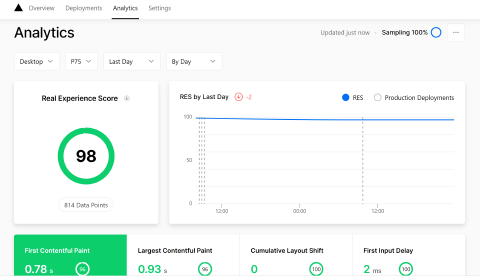 Overview Deployments Analytics Settings
Analytics
Updated just now · Sampling 100%
Desktop P75 Last Day By Day
Real Experience Score
98
814 Data Points
RES by Last Day -2 RES Production Deployments
100
50
0
12:00 00:00 12:00
First Contentful Paint Largest Contentful Paint Cumulative Layout Shift First Input Delay
0.78 s 96 0.93 s 96 0 100 2 ms 100